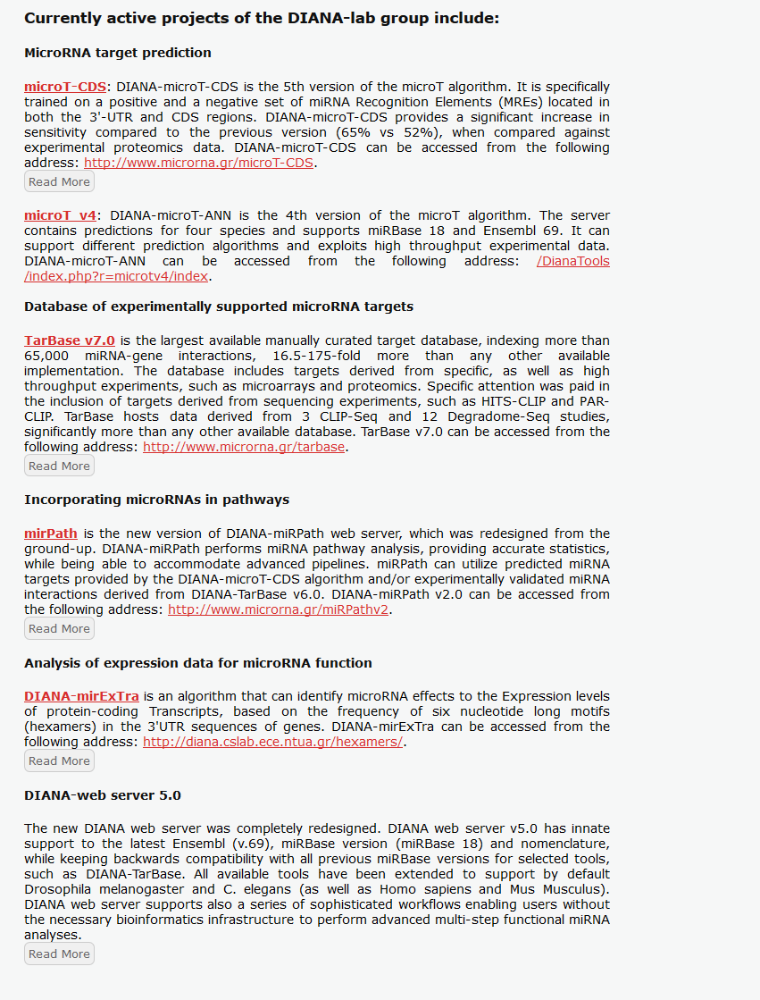 Currently active projects of the DIANA-lab group include:
MicroRNA target prediction
microT-CDS: DIANA-microT-CDS is the 5th version of the microT algorithm. It is specifically
trained on a positive and a negative set of miRNA Recognition Elements (MREs) located in
both the 3'-UTR and CDS regions. DIANA-microT-CDS provides a significant increase in
sensitivity compared to the previous version (65% vs 52%), when compared against
experimental proteomics data. DIANA-microT-CDS can be accessed from the following
address: http://www.microrna.gr/microT-CDS.
Read More
microT_v4: DIANA-microT-ANN is the 4th version of the microT algorithm. The server
contains predictions for four species and supports miRBase 18 and Ensembl 69. It can
support different prediction algorithms and exploits high throughput experimental data.
DIANA-microT-ANN can be accessed from the following address: /DianaTools
/index.php?r=microtv4/index.
Database of experimentally supported microRNA targets
TarBase v7.0 is the largest available manually curated target database, indexing more than
65,000 miRNA-gene interactions, 16.5-175-fold more than any other available
implementation. The database includes targets derived from specific, as well as high
throughput experiments, such as microarrays and proteomics. Specific attention was paid in
the inclusion of targets derived from sequencing experiments, such as HITS-CLIP and PAR-
CLIP. TarBase hosts data derived from 3 CLIP-Seq and 12 Degradome-Seq studies,
significantly more than any other available database. TarBase v7.0 can be accessed from the
following address: http://www.microrna.gr/tarbase.
Read More
Incorporating microRNAs in pathways
mirPath is the new version of DIANA-miRPath web server, which was redesigned from the
ground-up. DIANA-miRPath performs miRNA pathway analysis, providing accurate statistics,
while being able to accommodate advanced pipelines. miRPath can utilize predicted miRNA
targets provided by the DIANA-microT-CDS algorithm and/or experimentally validated miRNA
interactions derived from DIANA-TarBase v6.0. DIANA-miRPath v2.0 can be accessed from
the following address: http://www.microrna.gr/miRPathv2.
Read More
Analysis of expression data for microRNA function
DIANA-mirExTra is an algorithm that can identify microRNA effects to the Expression levels
of protein-coding Transcripts, based on the frequency of six nucleotide long motifs
(hexamers) in the 3'UTR sequences of genes. DIANA-mirExTra can be accessed from the
following address: http://diana.cslab.ece.ntua.gr/hexamers/.
Read More
DIANA-web server 5.0
The new DIANA web server was completely redesigned. DIANA web server v5.0 has innate
support to the latest Ensembl (v.69), miRBase version (miRBase 18) and nomenclature,
while keeping backwards compatibility with all previous miRBase versions for selected tools,
such as DIANA-TarBase. All available tools have been extended to support by default
Drosophila melanogaster and C. elegans (as well as Homo sapiens and Mus Musculus).
DIANA web server supports also a series of sophisticated workflows enabling users without
the necessary bioinformatics infrastructure to perform advanced multi-step functional miRNA
analyses.
Read More